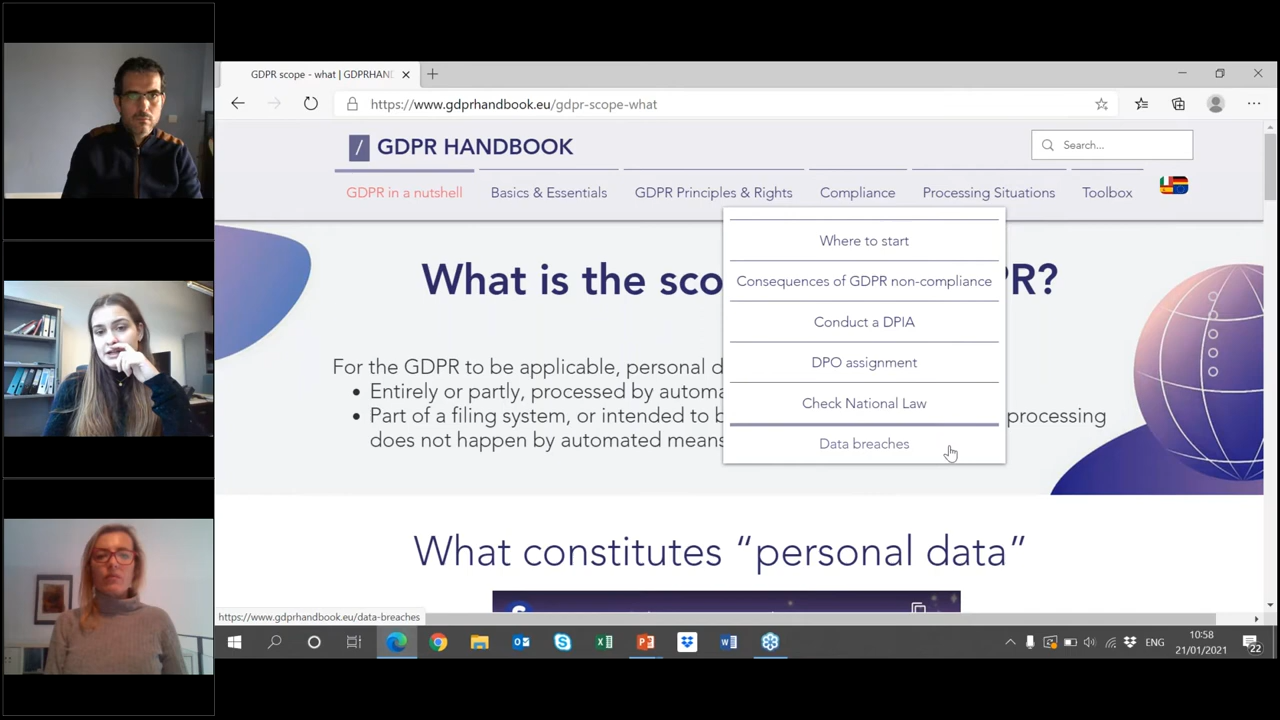 GDPR scope - what | GDPRHAN
https://www.gdprhandbook.eu/gdpr-scope-what
/ GDPR HANDBOOK
Search...
GDPR in a nutshell
Basics & Essentials
GDPR Principles & Rights
Compliance
Processing Situations
Toolbox
Where to start
Consequences of GDPR non-compliance
Conduct a DPIA
DPO assignment
Check National Law
Data breaches
What is the sco PR?
For the GDPR to be applicable, personal d
• Entirely or partly, processed by automa
• Part of a filing system, or intended to b processing
does not happen by automated means
What constitutes “personal data”
https://www.gdprhandbook.eu/data-breaches
ENG
10:58
21/01/2021
22